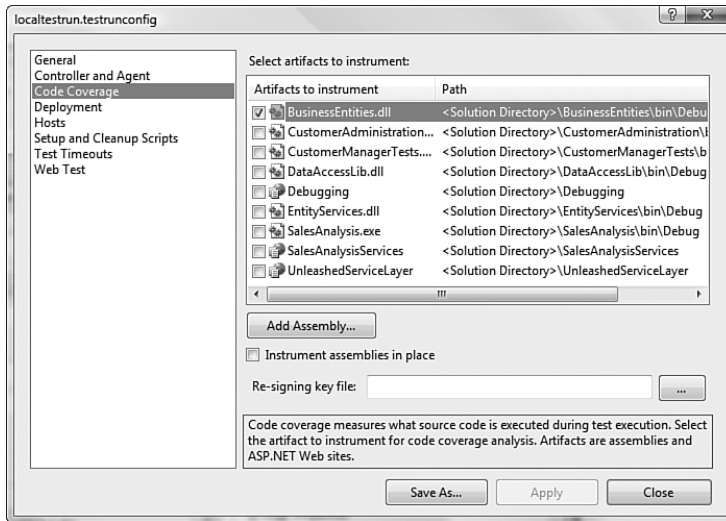 localtestrun.testrunconfig
General
Controller and Agent
Code Coverage
Deployment
Hosts
Setup and Cleanup Scripts
Test Timeouts
Web Test
Select artifacts to instrument:
Artifacts to instrument Path
BusinessEntities.dll <Solution Directory>\BusinessEntities\bin\Debu
CustomerAdministration... <Solution Directory>\CustomerAdministration\b
CustomerManagerTests.... <Solution Directory>\CustomerManagerTests\b
DataAccessLib.dll <Solution Directory>\DataAccessLib\bin\Debug
Debugging <Solution Directory>\Debugging
EntityServices.dll <Solution Directory>\EntityServices\bin\Debug
SalesAnalysis.exe <Solution Directory>\SalesAnalysis\bin\Debug
SalesAnalysisServices <Solution Directory>\SalesAnalysisServices
UnleashedServiceLayer <Solution Directory>\UnleashedServiceLayer
Add Assembly...
Instrument assemblies in place
Re-signing key file:
...
Code coverage measures what source code is executed during test execution. Select
the artifact to instrument for code coverage analysis. Artifacts are assemblies and
ASP.NET Web sites.
Save As... Apply Close